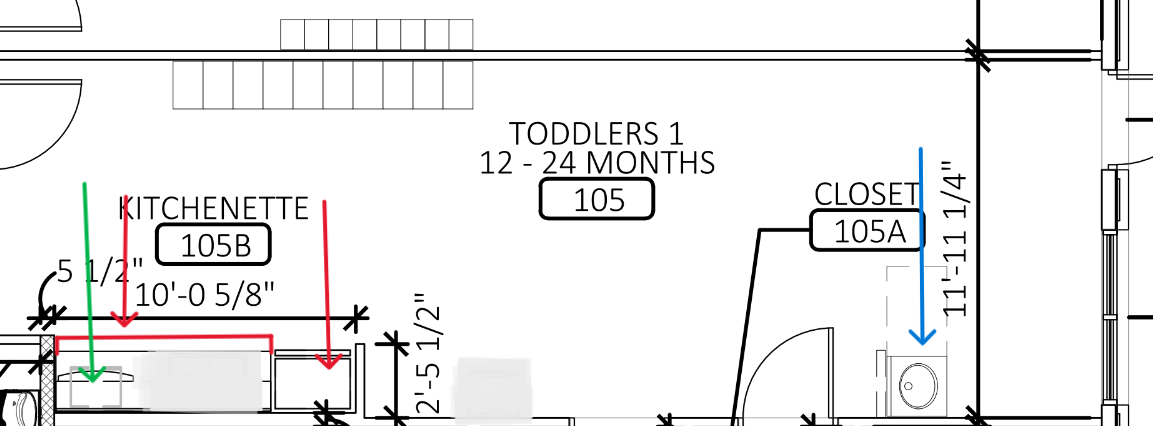 TODDLERS 1
12 - 24 MONTHS
105
CLOSET
105A
KITCHENETTE
105B
5 1/2"
10'-0 5/8"
2'-5 1/2"
11'-11 1/4"